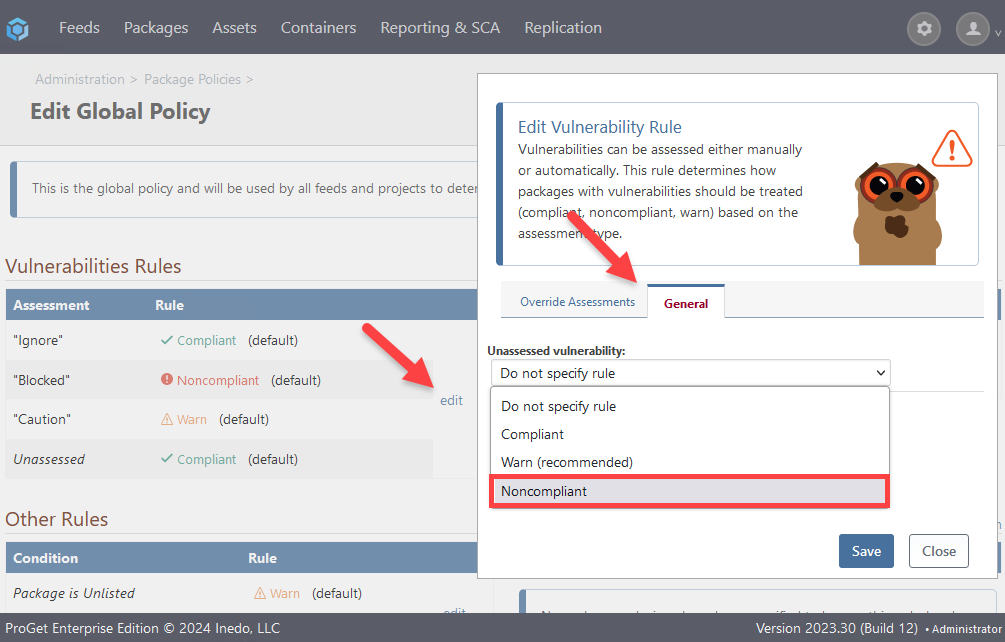 Feeds Packages Assets Containers Reporting & SCA Replication
Administration > Package Policies >
Edit Global Policy
This is the global policy and will be used by all feeds and projects to deter
Vulnerabilities Rules
Assessment Rule
"Ignore" Compliant (default)
"Blocked" Noncompliant (default)
edit
"Caution" Warn (default)
Unassessed Compliant (default)
Other Rules
Condition Rule
Package is Unlisted Warn (default)
edit
Edit Vulnerability Rule
Vulnerabilities can be assessed either manually
or automatically. This rule determines how
packages with vulnerabilities should be treated
(compliant, noncompliant, warn) based on the
assessment type.
Override Assessments General
Unassessed vulnerability:
Do not specify rule
Do not specify rule
Compliant
Warn (recommended)
Noncompliant
Save Close
ProGet Enterprise Edition © 2024 Inedo, LLC Version 2023.30 (Build 12) • Administrator